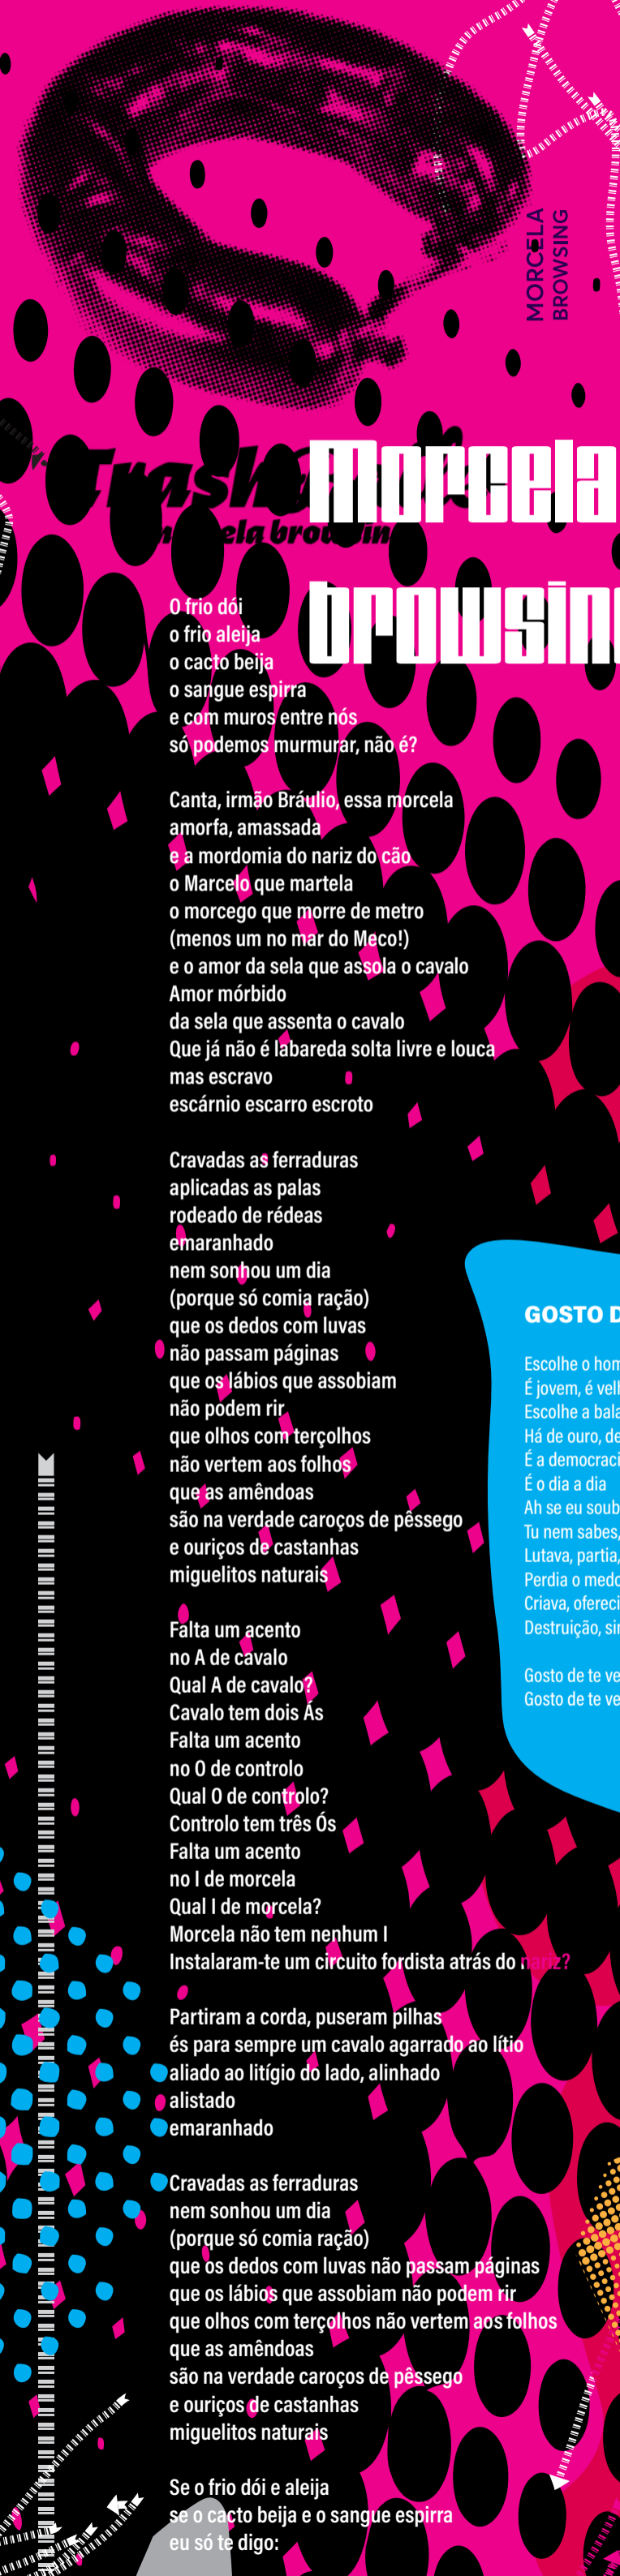 MORCELA
BROWSING
Morcela
browsing
O frio dói
o frio aleija
o cacto beija
o sangue espirra
e com muros entre nós
só podemos murmurar, não é?
Canta, irmão Bráulio, essa morcela
amorfa, amassada
e a mordomia do nariz do cão
o Marcelo que martela
o morcego que morre de metro
(menos um no mar do Meco!)
e o amor da sela que assola o cavalo
Amor mórbido
da sela que assenta o cavalo
Que já não é labareda solta livre e louca
mas escravo
escárnio escarro escroto
Cravadas as ferraduras
aplicadas as palas
rodeado de rédeas
emaranhado
nem sonhou um dia
(porque só comia ração)
que os dedos com luvas
não passam páginas
que os lábios que assobiam
não podem rir
que olhos com terçolhos
não vertem aos folhos
que as amêndoas
são na verdade caroços de pêssego
e ouriços de castanhas
miguelitos naturais
Falta um acento
no A de cavalo
Qual A de cavalo?
Cavalo tem dois Ás
Falta um acento
no O de controlo
Qual O de controlo?
Controlo tem três Ós
Falta um acento
no I de morcela
Qual I de morcela?
Morcela não tem nenhum I
Instalaram-te um circuito fordista atrás do nariz?
Partiram a corda, puseram pilhas
és para sempre um cavalo agarrado ao lítio
aliado ao litígio do lado, alinhado
alistado
emaranhado
Cravadas as ferraduras
nem sonhou um dia
(porque só comia ração)
que os dedos com luvas não passam páginas
que os lábios que assobiam não podem rir
que olhos com terçolhos não vertem aos folhos
que as amêndoas
são na verdade caroços de pêssego
e ouriços de castanhas
miguelitos naturais
Se o frio dói e aleija
se o cacto beija e o sangue espirra
eu só te digo:
GOSTO D
Escolhe o hom
É jovem, é vel
Escolhe a bala
Há de ouro, de
É a democraci
É o dia a dia
Ah se eu soub
Tu nem sabes,
Lutava, partia,
Perdia o medo
Criava, ofereci
Destruição, sin
Gosto de te ve
Gosto de te ve